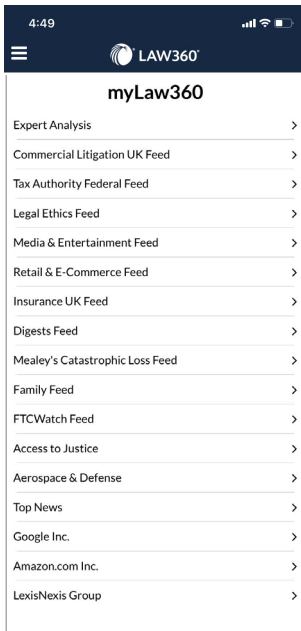 4:49
LAW360®
myLaw360
Expert Analysis
Commercial Litigation UK Feed
Tax Authority Federal Feed
Legal Ethics Feed
Media & Entertainment Feed
Retail & E-Commerce Feed
Insurance UK Feed
Digests Feed
Mealey's Catastrophic Loss Feed
Family Feed
FTCWatch Feed
Access to Justice
Aerospace & Defense
Top News
Google Inc.
Amazon.com Inc.
LexisNexis Group